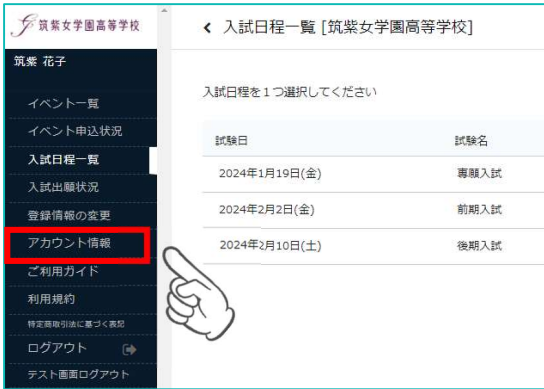 筑紫女学園高等学校
筑紫 花子
イベント一覧
イベント申込状況
入試日程一覧
入試出願状況
登録情報の変更
アカウント情報
ご利用ガイド
利用規約
特定商取引法に基づく表記
ログアウト
テスト画面ログアウト
入試日程一覧 [筑紫女学園高等学校]
入試日程を１つ選択してください
試験日 試験名
2024年1月19日(金) 専願入試
2024年2月2日(金) 前期入試
2024年2月10日(土) 後期入試